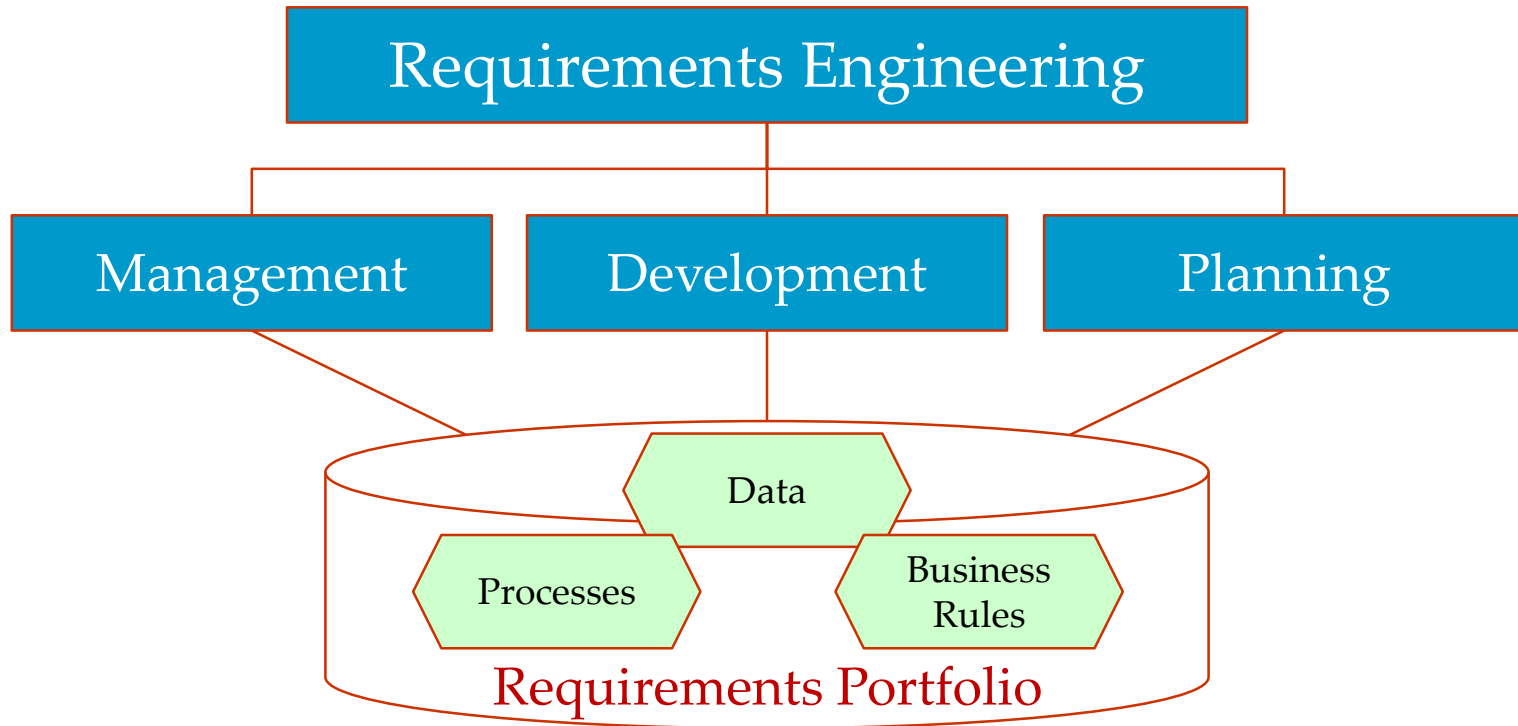 Requirements Engineering
Management
Development
Planning
Data
Processes
Business
Rules
Requirements Portfolio